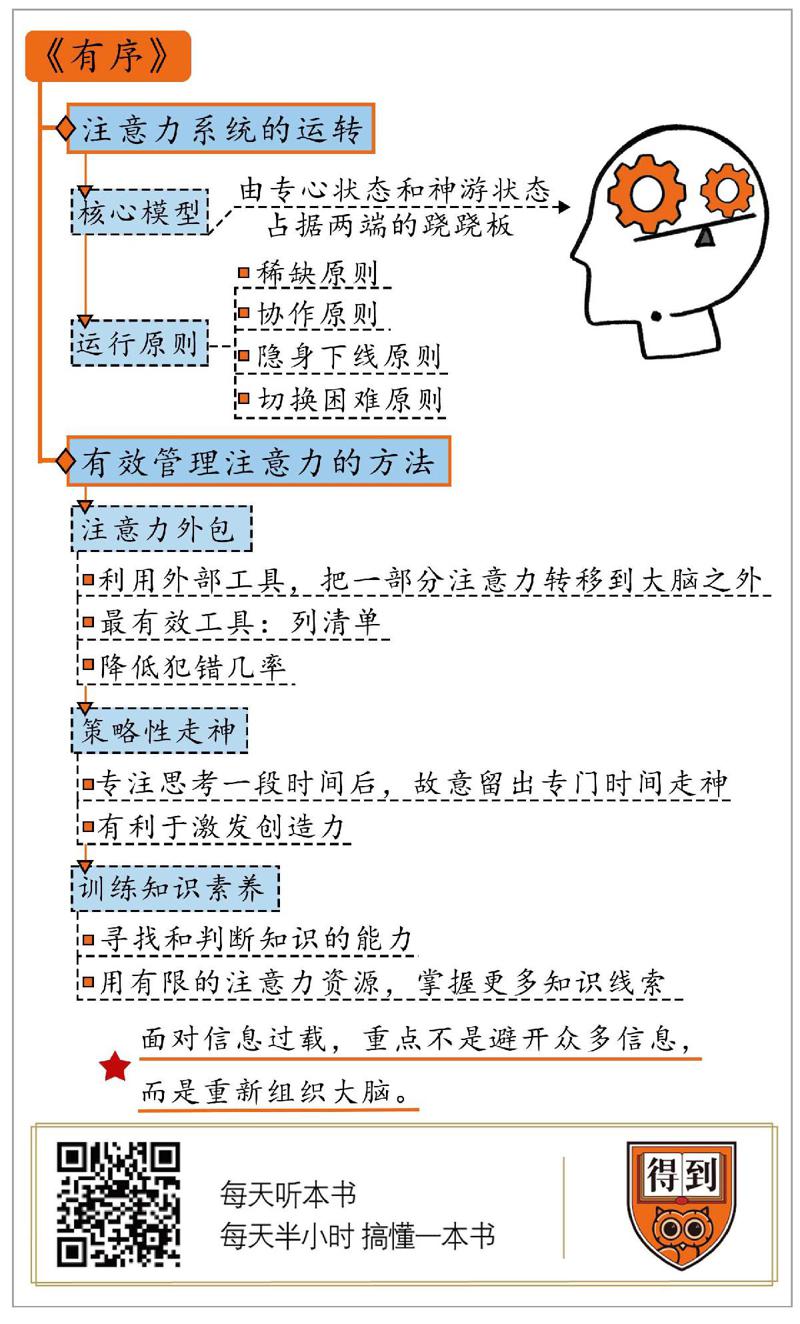 《有序》
注意力系统的运转
核心模型
由专心状态和神游状态
占据两端的跷跷板
运行原则
稀缺原则
协作原则
隐身下线原则
切换困难原则
有效管理注意力的方法
注意力外包
利用外部工具，把一部分注意力转移到大脑之外
最有效工具：列清单
降低犯错几率
策略性走神
专注思考一段时间后，故意留出专门时间走神
有利于激发创造力
训练知识素养
寻找和判断知识的能力
用有限的注意力资源，掌握更多知识线索
面对信息过载，重点不是避开众多信息，
而是重新组织大脑。
每天听本书
每天半小时 搞懂一本书
得到